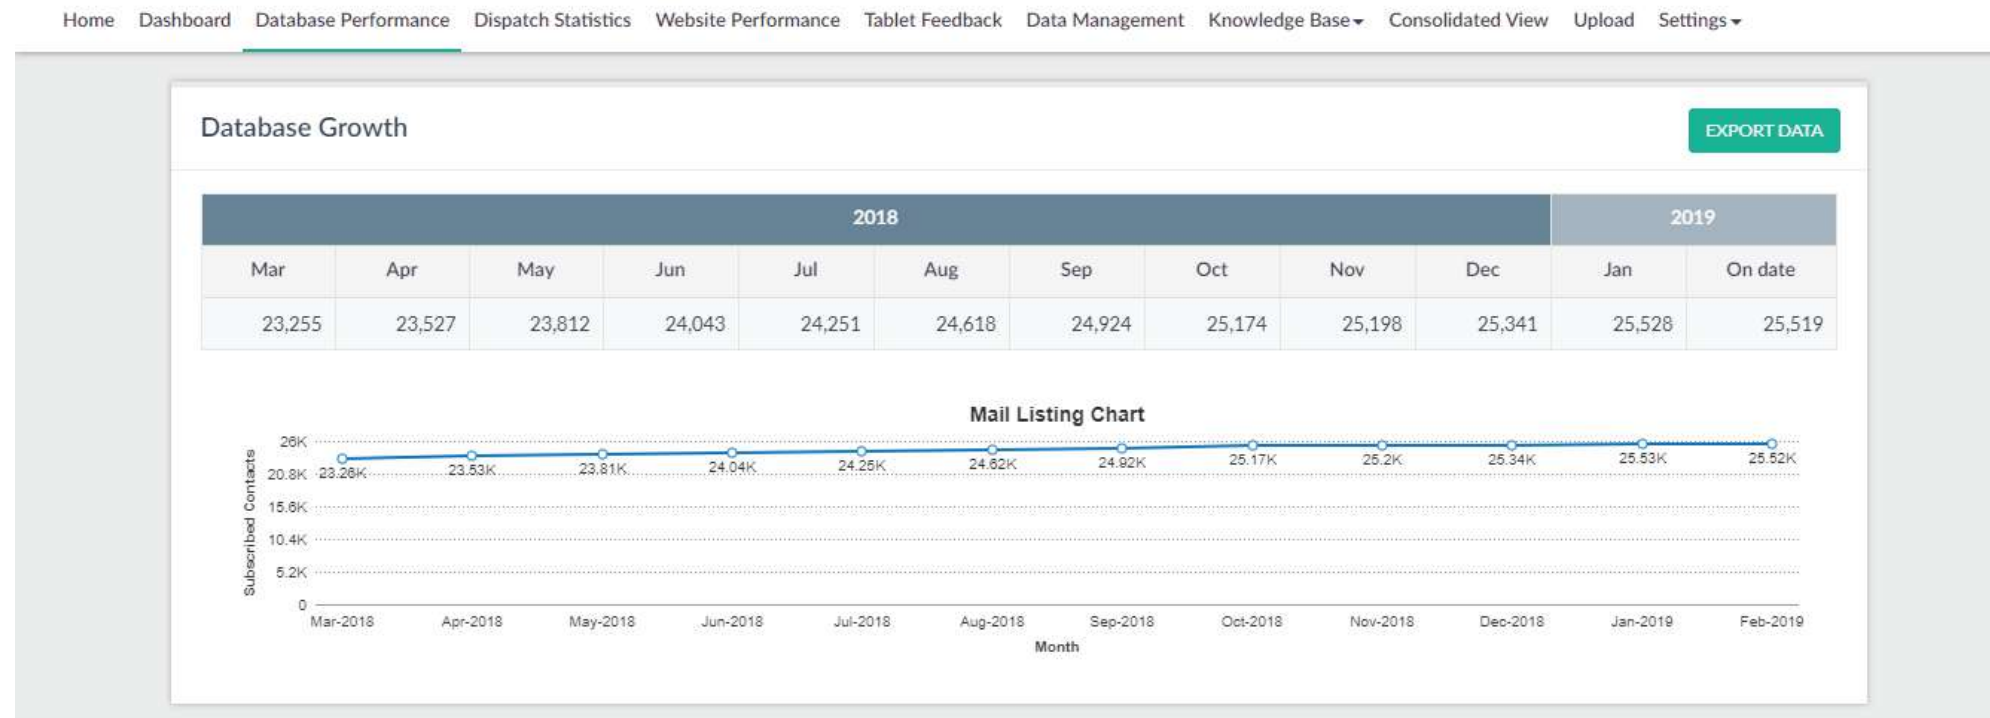 Home Dashboard Database Performance Dispatch Statistics Website Performance Tablet Feedback Data Management Knowledge Base Consolidated View Upload Settings
Database Growth
EXPORT DATA
2018 2019
Mar Apr May Jun Jul Aug Sep Oct Nov Dec Jan On date
23,255 23,527 23,812 24,043 24,251 24,618 24,924 25,174 25,198 25,341 25,528 25,519
Mail Listing Chart
Subscribed Contacts
26K
20.8K
15.6K
10.4K
5.2K
0
23.26K 23.53K 23.81K 24.04K 24.25K 24.62K 24.92K 25.17K 25.2K 25.34K 25.53K 25.52K
Mar-2018 Apr-2018 May-2018 Jun-2018 Jul-2018 Aug-2018 Sep-2018 Oct-2018 Nov-2018 Dec-2018 Jan-2019 Feb-2019
Month